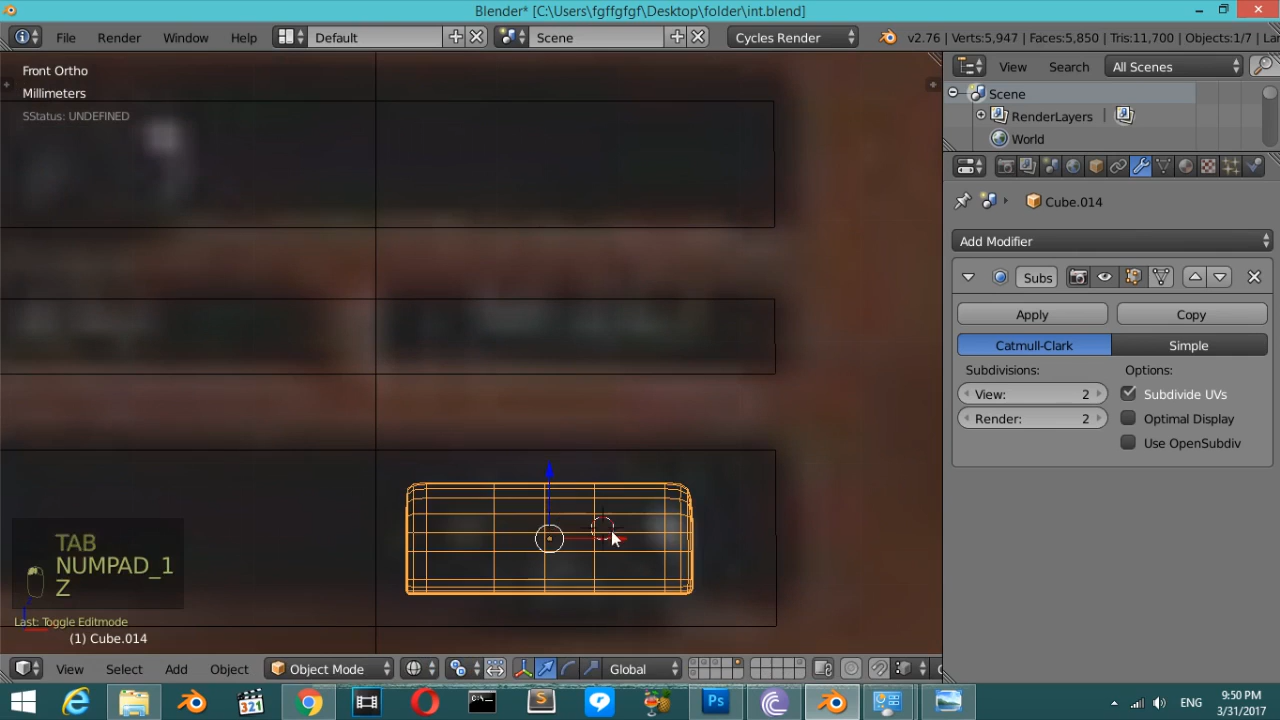 Blender* [C:\Users\fgffgfgf\Desktop\folder\int.blend]
File Render Window Help Default Scene Cycles Render v2.76 | Verts:5,947 | Faces:5,850 | Tris:11,700 | Objects:1/7 | La
Front Ortho
Millimeters
SStatus: UNDEFINED
View Search All Scenes
Scene
RenderLayers
World
Cube.014
Add Modifier
Subs
Apply Copy
Catmull-Clark Simple
Subdivisions: Options:
View: 2 Subdivide UVs
Render: 2 Optimal Display
Use OpenSubdiv
TAB
NUMPAD_1
Z
Last: Toggle Editmode
(1) Cube.014
View Select Add Object Object Mode Global
321
Ps
ENG
9:50 PM
3/31/2017